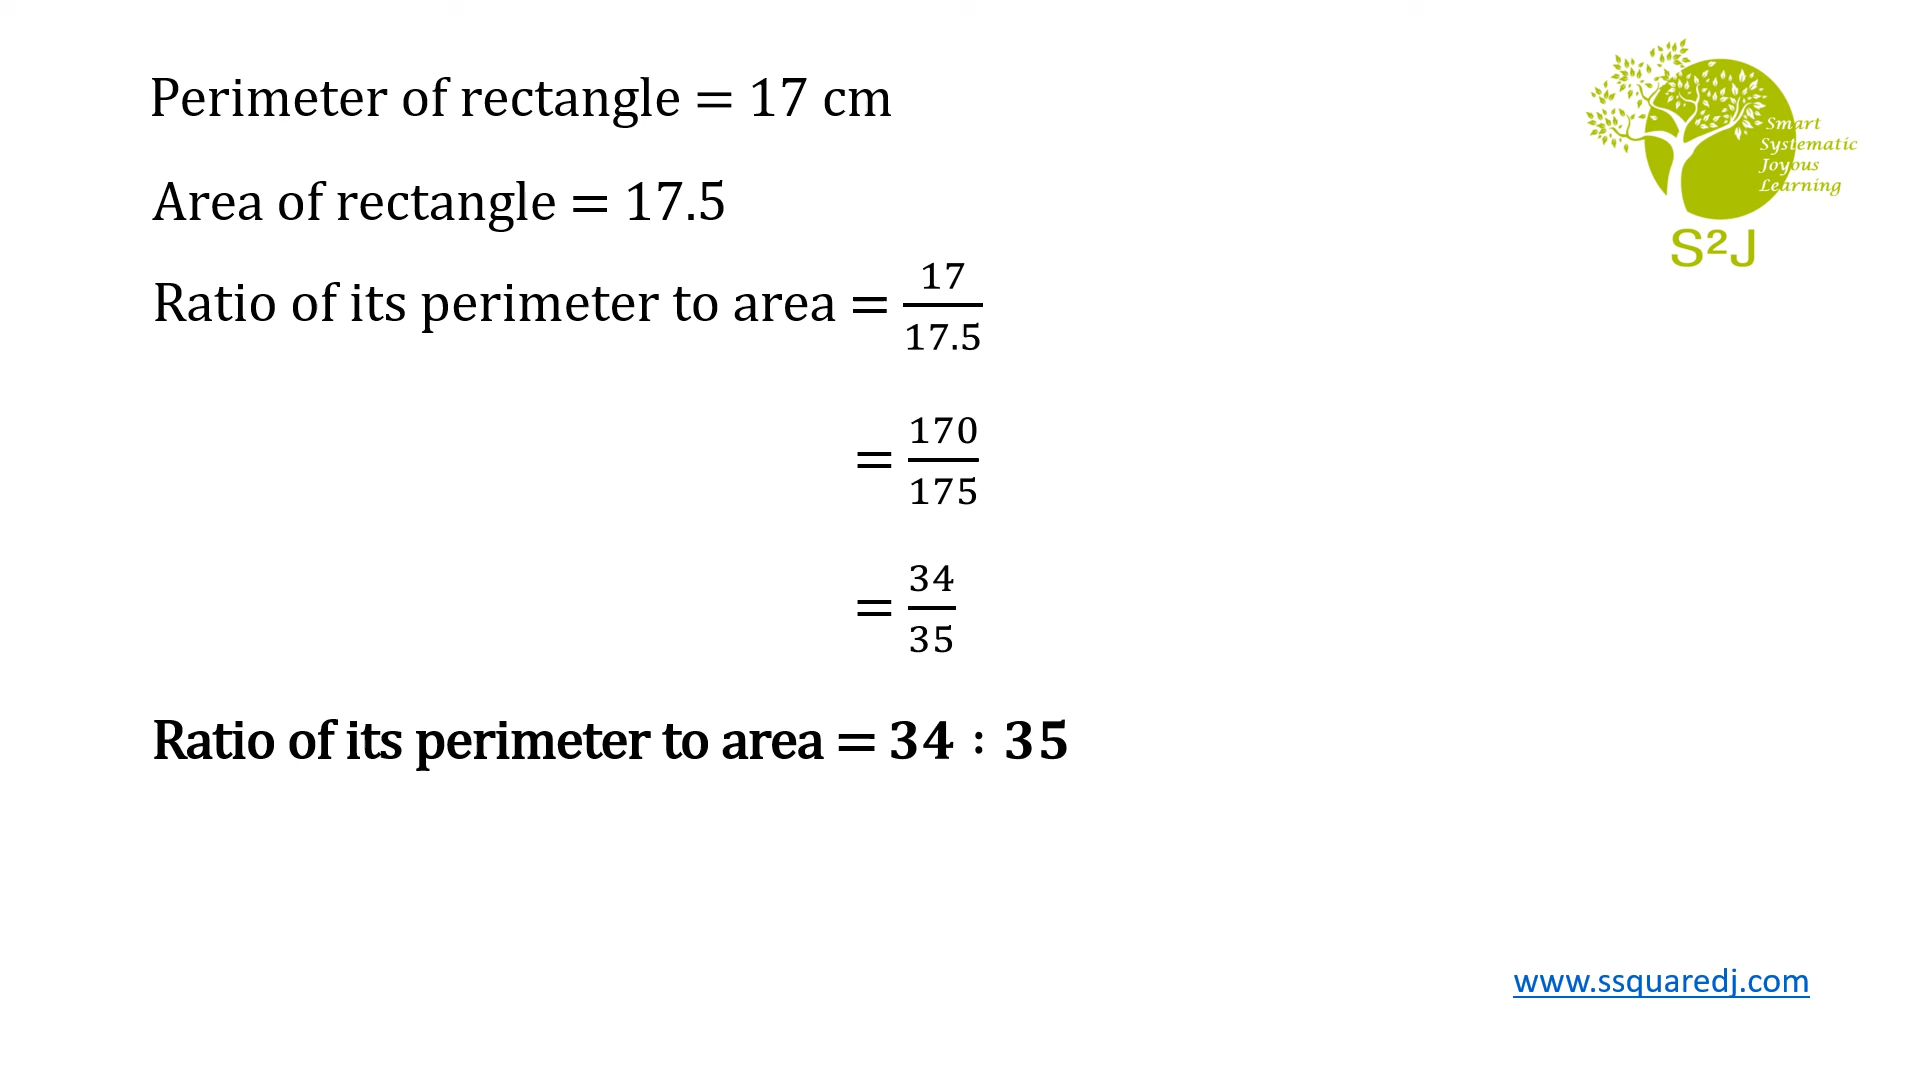 Perimeter of rectangle = 17 cm
Smart
Systematic
Joyous
Learning
Area of rectangle = 17.5
S²J
Ratio of its perimeter to area = 17/17.5
= 170/175
= 34/35
Ratio of its perimeter to area = 34 : 35
www.ssquaredj.com